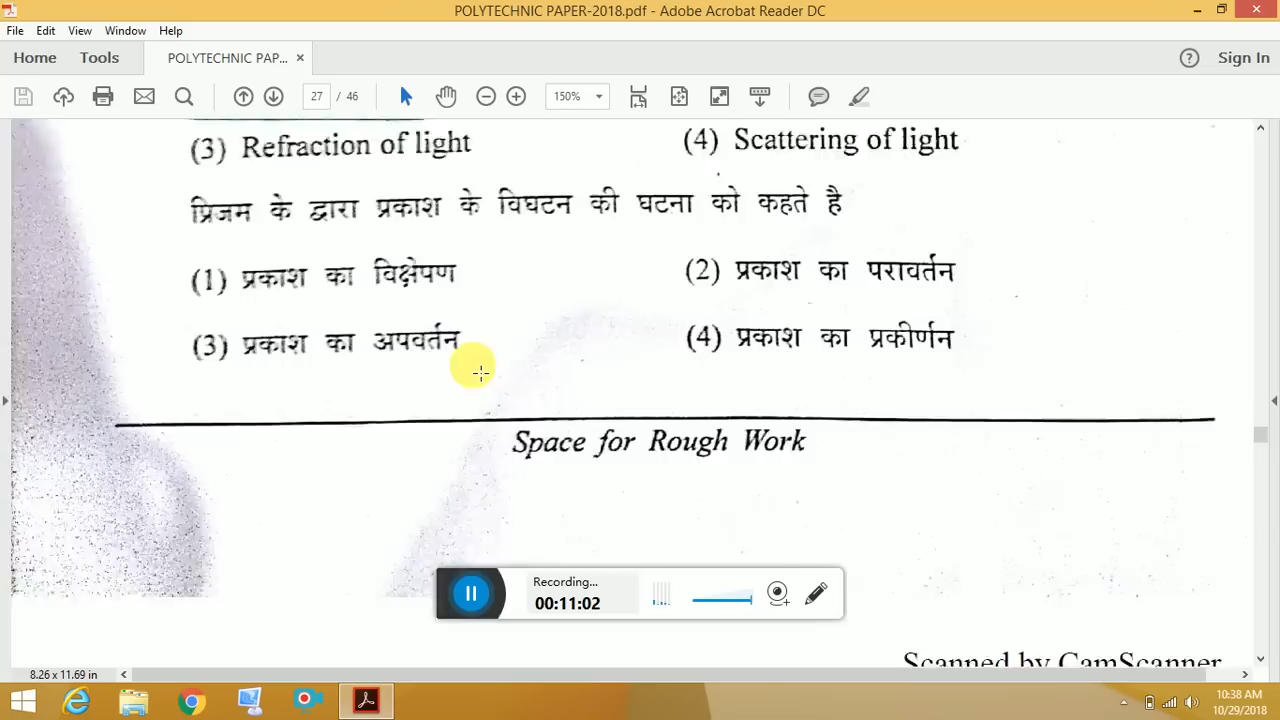 POLYTECHNIC PAPER-2018.pdf - Adobe Acrobat Reader DC
File Edit View Window Help
Home Tools POLYTECHNIC PAP... × Sign In
27 / 46 150%
(3) Refraction of light (4) Scattering of light
प्रिजम के द्वारा प्रकाश के विघटन की घटना को कहते है
(1) प्रकाश का विक्षेपण (2) प्रकाश का परावर्तन
(3) प्रकाश का अपवर्तन (4) प्रकाश का प्रकीर्णन
Space for Rough Work
Recording...
00:11:02
Scanned by CamScanner
8.26 x 11.69 in
10:38 AM
10/29/2018